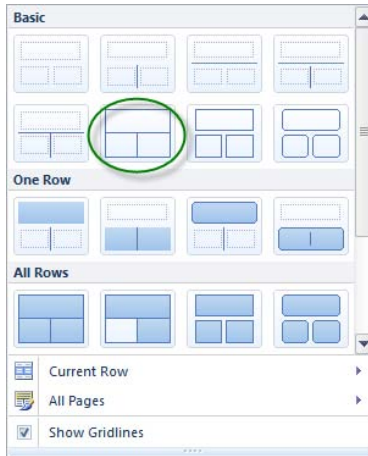 Basic
One Row
All Rows
Current Row
All Pages
Show Gridlines